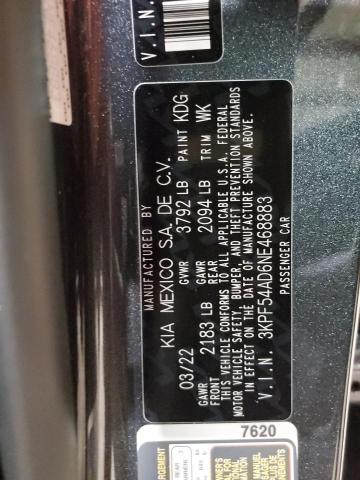 V.I.N.
MANUFACTURED BY
KIA MEXICO S.A. DE C.V.
03/22 GVWR 3792 LB PAINT KDG
GAWR FRONT 2183 LB GAWR REAR 2094 LB TRIM WK
THIS VEHICLE CONFORMS TO ALL APPLICABLE U.S.A. FEDERAL
MOTOR VEHICLE SAFETY, BUMPER, AND THEFT PREVENTION STANDARDS
IN EFFECT ON THE DATE OF MANUFACTURE SHOWN ABOVE.
V.I.N. 3KPF54AD6NE468883
PASSENGER CAR
7620
REAR